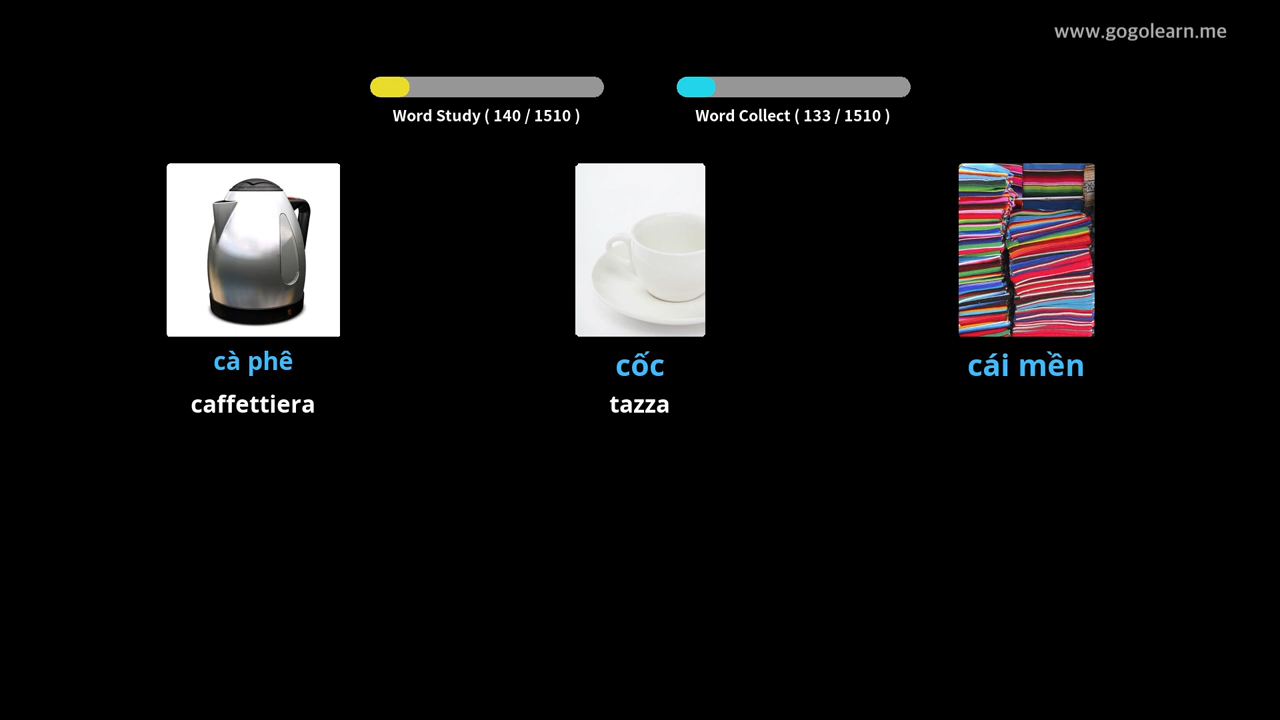 www.gogolearn.me
Word Study ( 140 / 1510 )
Word Collect ( 133 / 1510 )
cà phê
cốc
cái mền
caffettiera
tazza